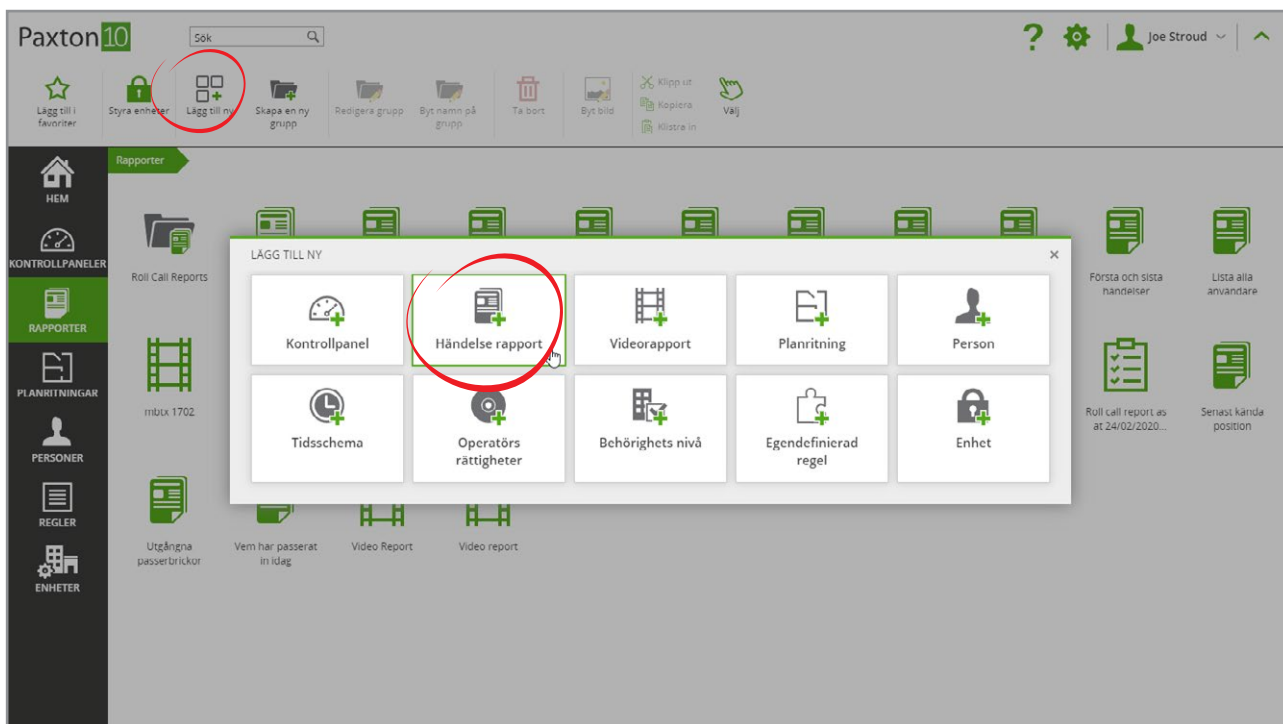 Paxton10
Sök
?
Joe Stroud
Lägg till i
favoriter
Styra enheter
Lägg till ny
Skapa en ny
grupp
Redigera grupp
Byt namn på
grupp
Ta bort
Byt bild
Klipp ut
Kopiera
Klistra in
Välj
HEM
KONTROLLPANELER
RAPPORTER
PLANRITNINGAR
PERSONER
REGLER
ENHETER
Rapporter
Roll Call Reports
Första och sista
händelser
Lista alla
användare
LÄGG TILL NY
Kontrollpanel
Händelse rapport
Videorapport
Planritning
Person
Tidsschema
Operatörs
rättigheter
Behörighets nivå
Egendefinierad
regel
Enhet
mbtx 1702
Roll call report as
at 24/02/2020...
Senast kända
position
Utgångna
passerbrickor
Vem har passerat
in idag
Video Report
Video report